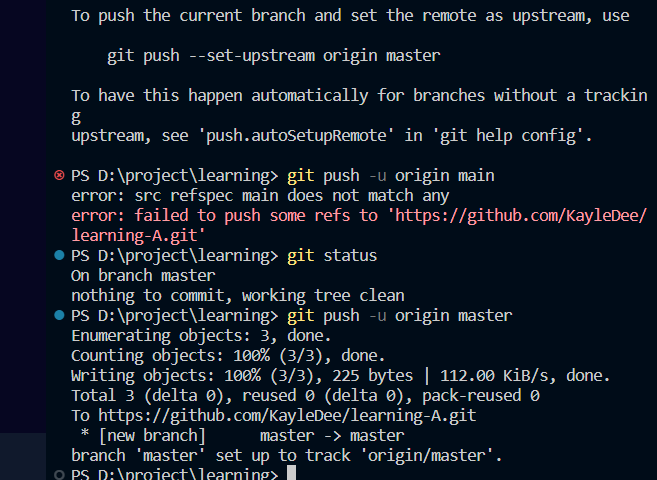 To push the current branch and set the remote as upstream, use
git push --set-upstream origin master
To have this happen automatically for branches without a trackin
g
upstream, see 'push.autoSetupRemote' in 'git help config'.
PS D:\project\learning> git push -u origin main
error: src refspec main does not match any
error: failed to push some refs to 'https://github.com/KayleDee/
learning-A.git'
PS D:\project\learning> git status
On branch master
nothing to commit, working tree clean
PS D:\project\learning> git push -u origin master
Enumerating objects: 3, done.
Counting objects: 100% (3/3), done.
Writing objects: 100% (3/3), 225 bytes | 112.00 KiB/s, done.
Total 3 (delta 0), reused 0 (delta 0), pack-reused 0
To https://github.com/KayleDee/learning-A.git
 * [new branch]      master -> master
branch 'master' set up to track 'origin/master'.
PS D:\project\learning>